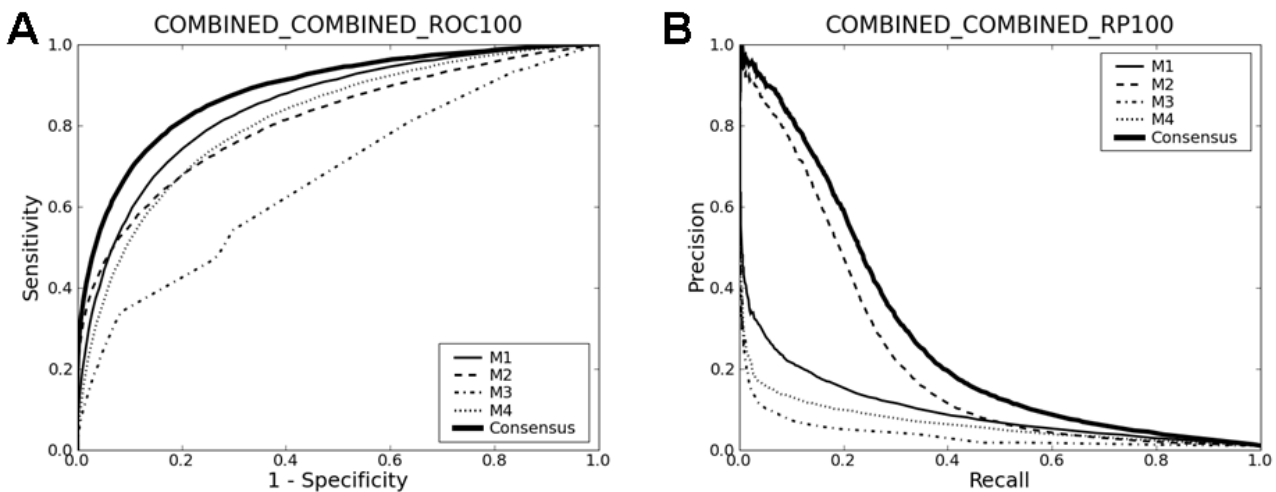 A
COMBINED_COMBINED_ROC100
1.0
0.8
0.6
0.4
0.2
0.0
Sensitivity
M1
M2
M3
M4
Consensus
0.0 0.2 0.4 0.6 0.8 1.0
1 - Specificity
B
COMBINED_COMBINED_RP100
1.0
0.8
0.6
0.4
0.2
0.0
Precision
M1
M2
M3
M4
Consensus
0.0 0.2 0.4 0.6 0.8 1.0
Recall